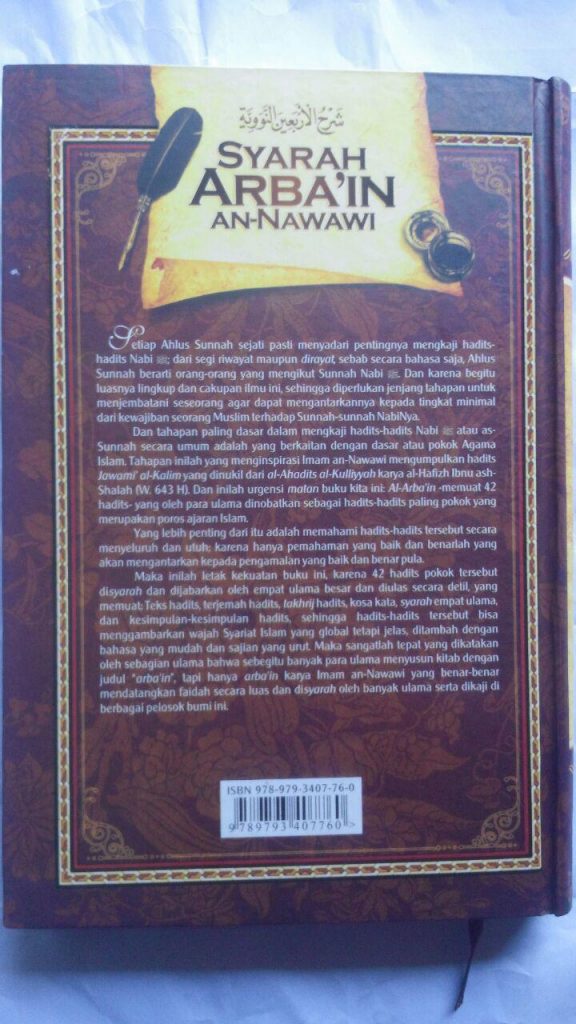 شرح الأربعين النووية
SYARAH
ARBA'IN
AN-NAWAWI
Setiap Ahlus Sunnah sejati pasti menyadari pentingnya mengkaji hadits-
hadits Nabi ﷺ; dari segi riwayat maupun dirayat, sebab secara bahasa saja, Ahlus
Sunnah berarti orang-orang yang mengikut Sunnah Nabi ﷺ. Dan karena begitu
luasnya lingkup dan cakupan ilmu ini, sehingga diperlukan jenjang tahapan untuk
menjembatani seseorang agar dapat mengantarkannya kepada tingkat minimal
dari kewajiban seorang Muslim terhadap Sunnah-sunnah NabiNya.
Dan tahapan paling dasar dalam mengkaji hadits-hadits Nabi ﷺ atau as-
Sunnah secara umum adalah yang berkaitan dengan dasar atau pokok Agama
Islam. Tahapan inilah yang menginspirasi Imam an-Nawawi mengumpulkan hadits
Jawami' al-Kalim yang dinukil dari al-Ahadits al-Kulliyyah karya al-Hafizh Ibnu ash-
Shalah (W. 643 H). Dan inilah urgensi matan buku kita ini: Al-Arba'in -memuat 42
hadits- yang oleh para ulama dinobatkan sebagai hadits-hadits paling pokok yang
merupakan poros ajaran Islam.
Yang lebih penting dari itu adalah memahami hadits-hadits tersebut secara
menyeluruh dan utuh; karena hanya pemahaman yang baik dan benarlah yang
akan mengantarkan kepada pengamalan yang baik dan benar pula.
Maka inilah letak kekuatan buku ini, karena 42 hadits pokok tersebut
disyarah dan dijabarkan oleh empat ulama besar dan diulas secara detil, yang
memuat: Teks hadits, terjemah hadits, takhrij hadits, kosa kata, syarah empat ulama,
dan kesimpulan-kesimpulan hadits, sehingga hadits-hadits tersebut bisa
menggambarkan wajah Syariat Islam yang global tetapi jelas, ditambah dengan
bahasa yang mudah dan sajian yang urut. Maka sangatlah tepat yang dikatakan
oleh sebagian ulama bahwa sebegitu banyak para ulama menyusun kitab dengan
judul "arba'in", tapi hanya arba'in karya Imam an-Nawawi yang benar-benar
mendatangkan faidah secara luas dan disyarah oleh banyak ulama serta dikaji di
berbagai pelosok bumi ini.
ISBN 978-979-3407-76-0
9789793407760>